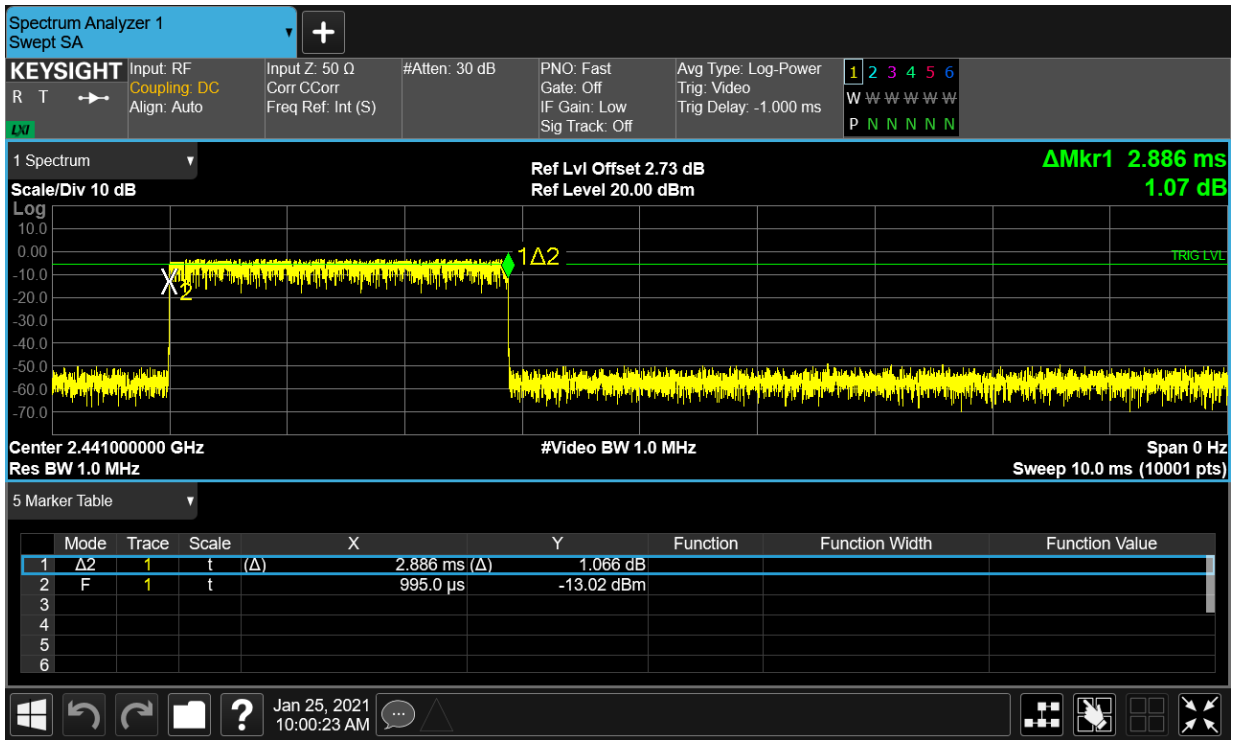 Spectrum Analyzer 1
Swept SA
KEYSIGHT Input: RF Input Z: 50 Ω #Atten: 30 dB PNO: Fast Avg Type: Log-Power 1 2 3 4 5 6
R T Coupling: DC Corr CCorr Gate: Off Trig: Video W W W W W W
Align: Auto Freq Ref: Int (S) IF Gain: Low Trig Delay: -1.000 ms P N N N N N
LXI Sig Track: Off
1 Spectrum Ref Lvl Offset 2.73 dB ΔMkr1 2.886 ms
Scale/Div 10 dB Ref Level 20.00 dBm 1.07 dB
Log
10.0
0.00 1Δ2 TRIG LVL
-10.0
-20.0 2
-30.0
-40.0
-50.0
-60.0
-70.0
Center 2.441000000 GHz #Video BW 1.0 MHz Span 0 Hz
Res BW 1.0 MHz Sweep 10.0 ms (10001 pts)
5 Marker Table
Mode Trace Scale X Y Function Function Width Function Value
1 Δ2 1 t (Δ) 2.886 ms (Δ) 1.066 dB
2 F 1 t 995.0 µs -13.02 dBm
3
4
5
6
? Jan 25, 2021
10:00:23 AM